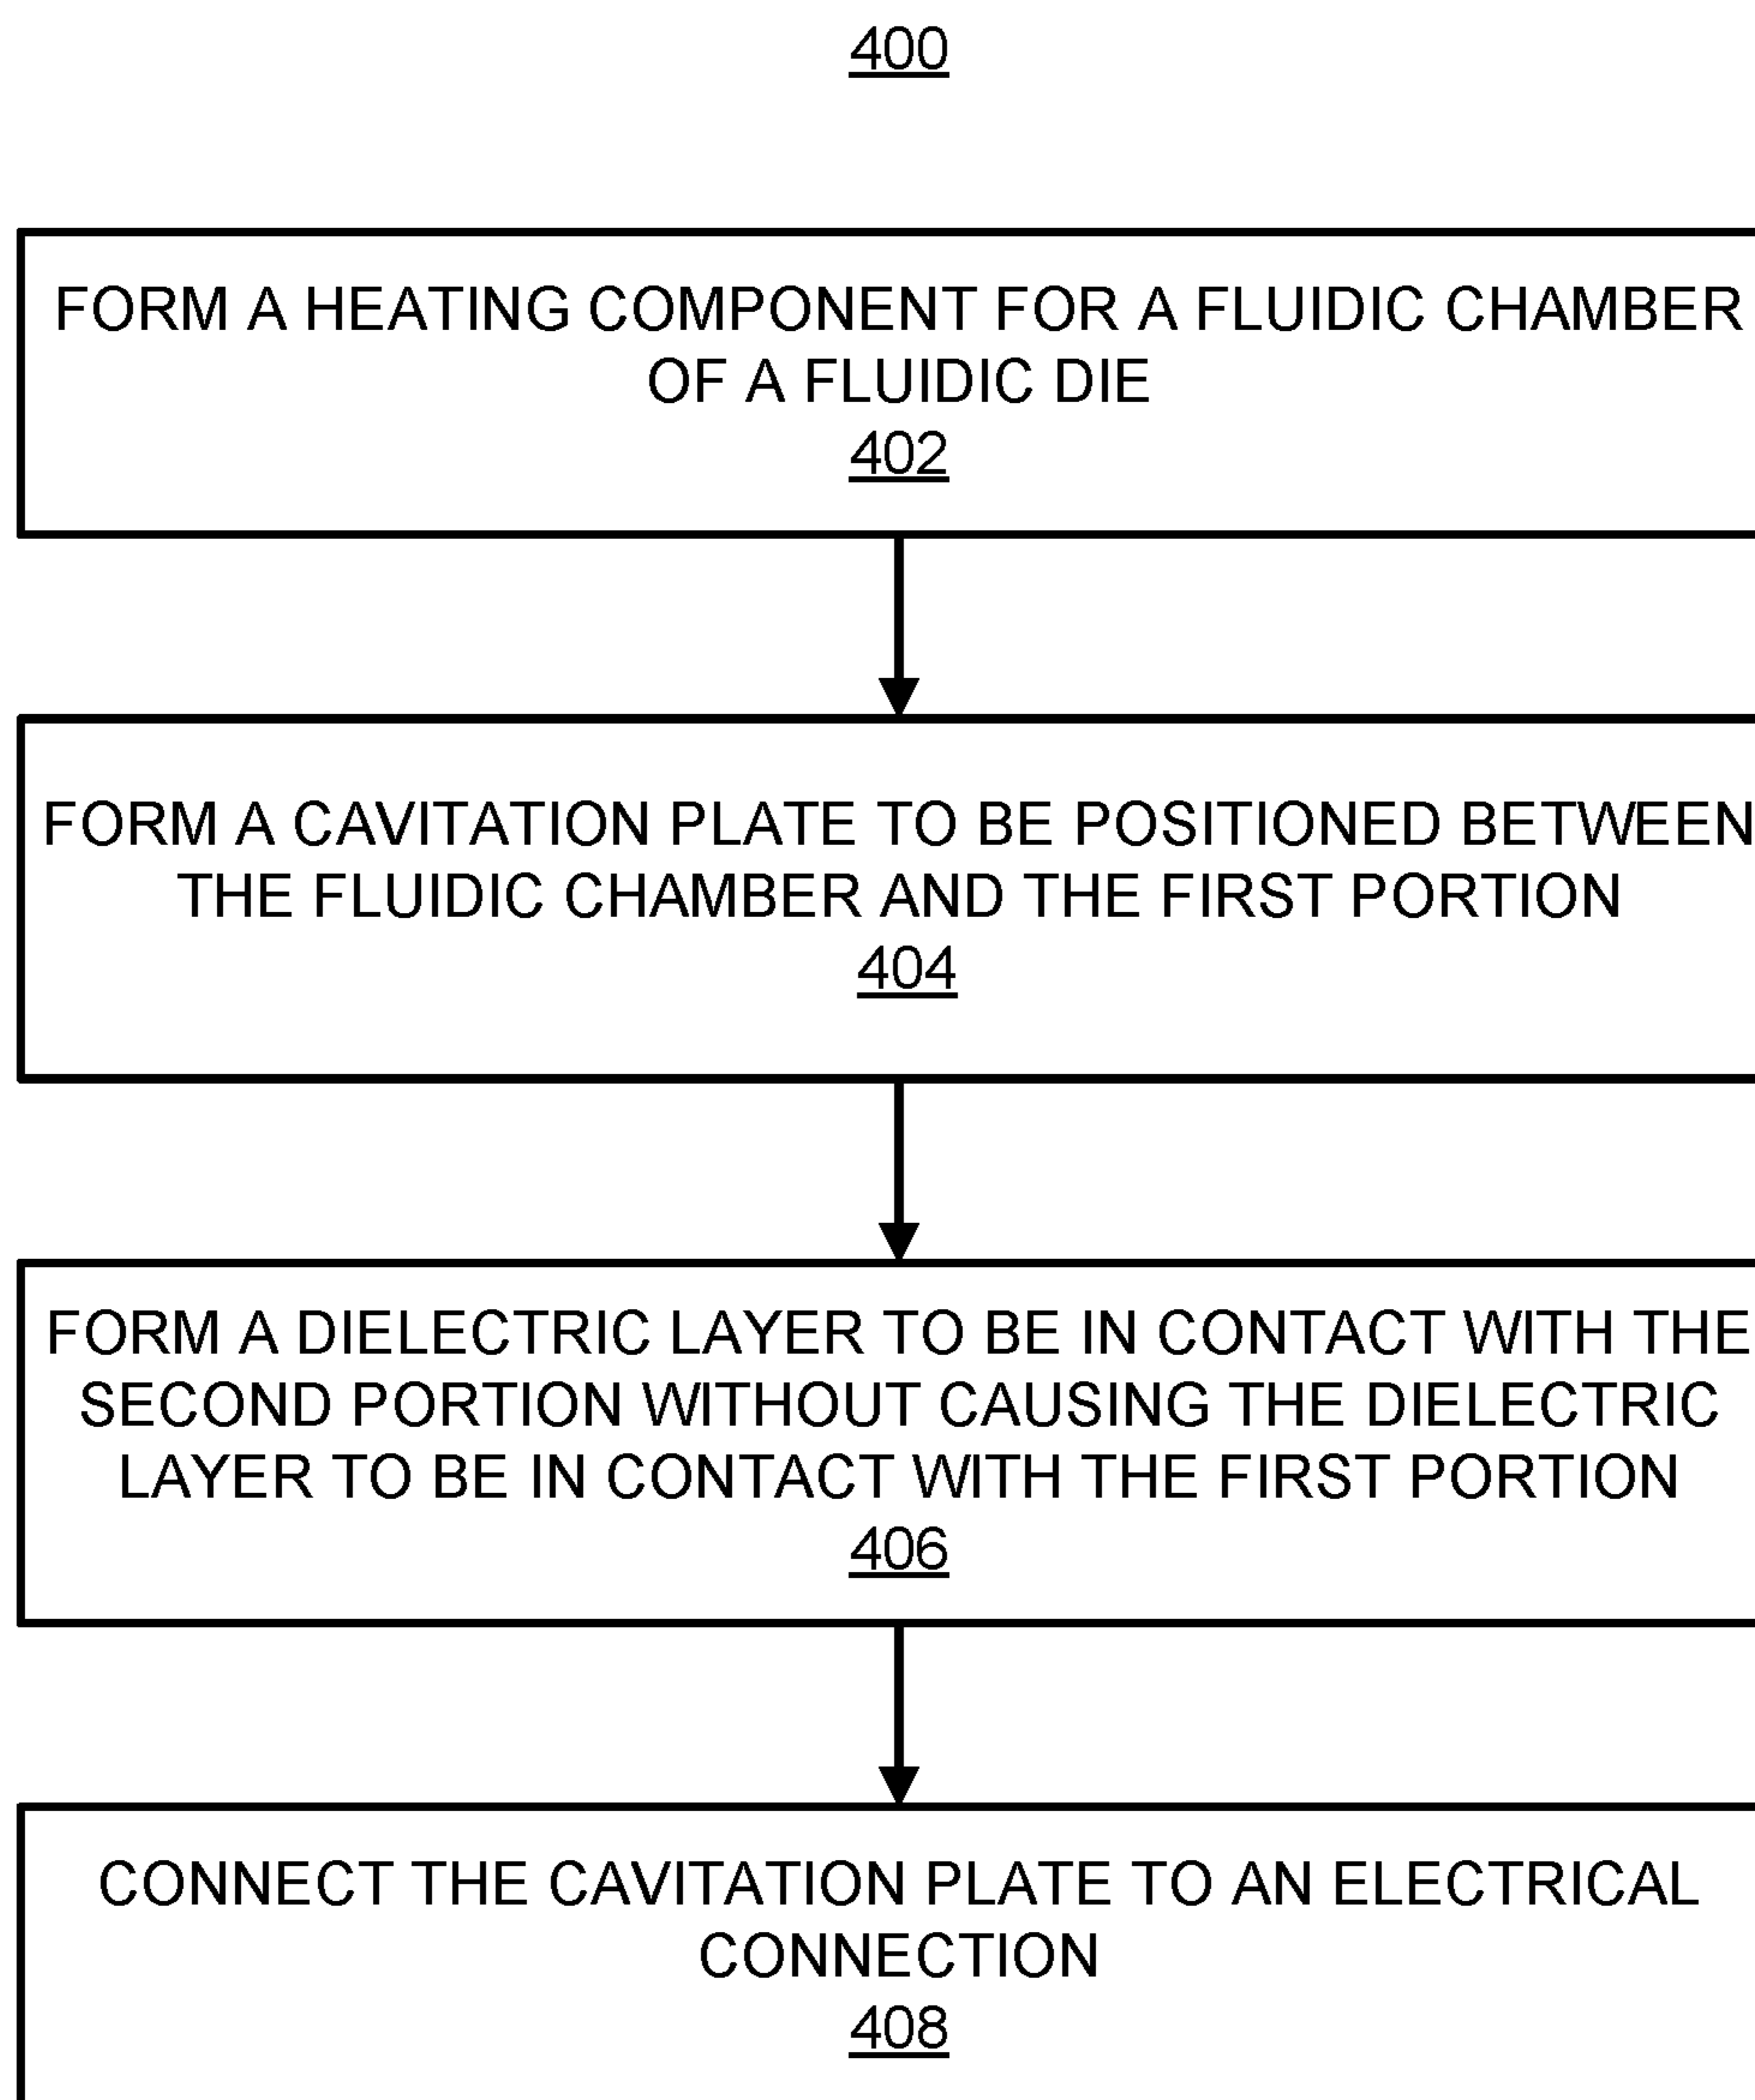 400
FORM A HEATING COMPONENT FOR A FLUIDIC CHAMBER
OF A FLUIDIC DIE
402
FORM A CAVITATION PLATE TO BE POSITIONED BETWEEN
THE FLUIDIC CHAMBER AND THE FIRST PORTION
404
FORM A DIELECTRIC LAYER TO BE IN CONTACT WITH THE
SECOND PORTION WITHOUT CAUSING THE DIELECTRIC
LAYER TO BE IN CONTACT WITH THE FIRST PORTION
406
CONNECT THE CAVITATION PLATE TO AN ELECTRICAL
CONNECTION
408